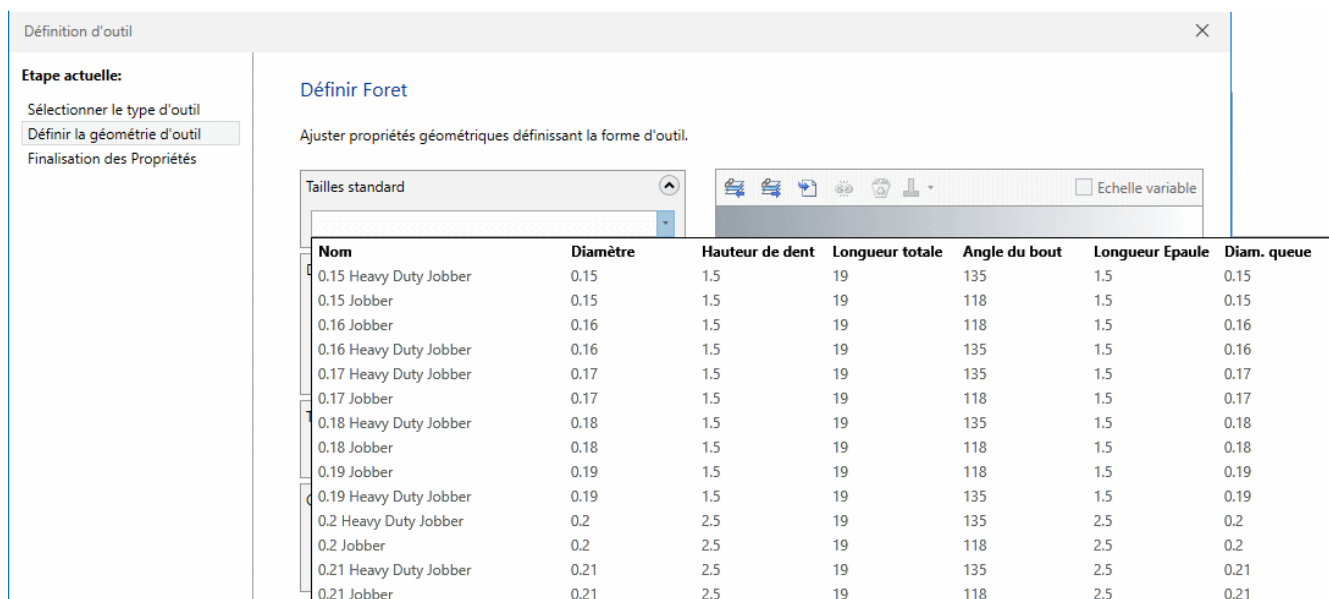 Définition d'outil
Etape actuelle:
Sélectionner le type d'outil
Définir la géométrie d'outil
Finalisation des Propriétés
Définir Foret
Ajuster propriétés géométriques définissant la forme d'outil.
Tailles standard
Echelle variable
Nom Diamètre Hauteur de dent Longueur totale Angle du bout Longueur Epaule Diam. queue
0.15 Heavy Duty Jobber 0.15 1.5 19 135 1.5 0.15
0.15 Jobber 0.15 1.5 19 118 1.5 0.15
0.16 Jobber 0.16 1.5 19 118 1.5 0.16
0.16 Heavy Duty Jobber 0.16 1.5 19 135 1.5 0.16
0.17 Heavy Duty Jobber 0.17 1.5 19 135 1.5 0.17
0.17 Jobber 0.17 1.5 19 118 1.5 0.17
0.18 Heavy Duty Jobber 0.18 1.5 19 135 1.5 0.18
0.18 Jobber 0.18 1.5 19 118 1.5 0.18
0.19 Jobber 0.19 1.5 19 118 1.5 0.19
0.19 Heavy Duty Jobber 0.19 1.5 19 135 1.5 0.19
0.2 Heavy Duty Jobber 0.2 2.5 19 135 2.5 0.2
0.2 Jobber 0.2 2.5 19 118 2.5 0.2
0.21 Heavy Duty Jobber 0.21 2.5 19 135 2.5 0.21
0.21 Jobber 0.21 2.5 19 118 2.5 0.21